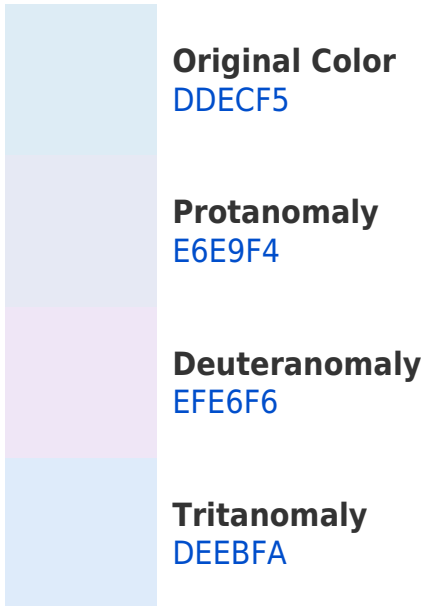 Original Color
DDECF5
Protanomaly
E6E9F4
Deuteranomaly
EFE6F6
Tritanomaly
DEEBFA